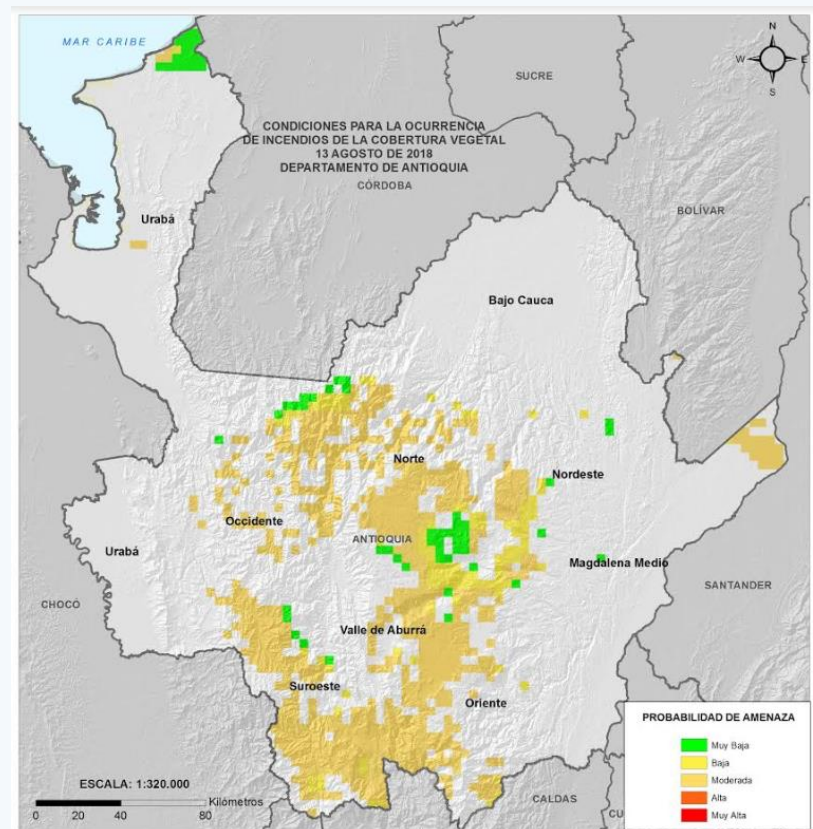 MAR CARIBE
N
W E
S
SUCRE
CONDICIONES PARA LA OCURRENCIA
DE INCENDIOS DE LA COBERTURA VEGETAL
13 AGOSTO DE 2018
DEPARTAMENTO DE ANTIOQUIA
CÓRDOBA
BOLÍVAR
Urabá
Bajo Cauca
Norte
Nordeste
Occidente
ANTIOQUIA
Urabá
Magdalena Medio
SANTANDER
CHOCÓ
Valle de Aburrá
Suroeste
Oriente
PROBABILIDAD DE AMENAZA
Muy Baja
Baja
Moderada
Alta
Muy Alta
ESCALA: 1:320.000
Kilómetros
0 20 40 80
CALDAS
CU